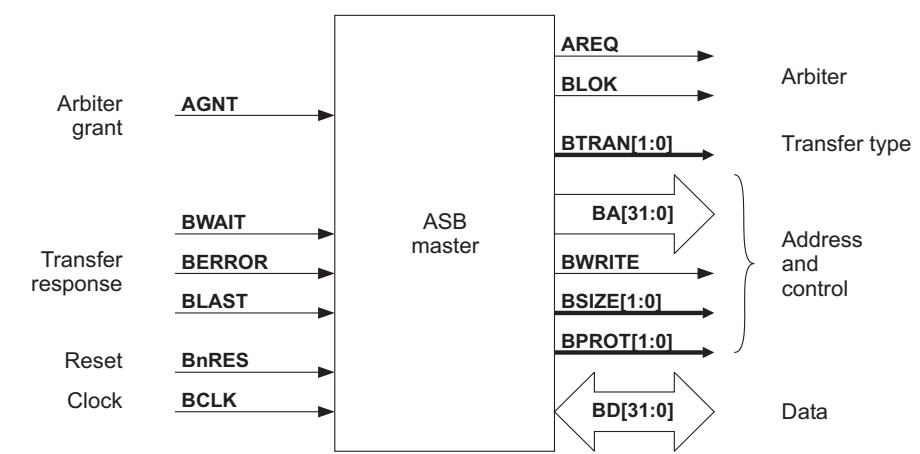 AREQ
Arbiter
BLOK
Arbiter
grant
AGNT
BTRAN[1:0]
Transfer type
BA[31:0]
BWAIT
ASB
master
Address
and
control
Transfer
response
BERROR
BWRITE
BLAST
BSIZE[1:0]
BPROT[1:0]
Reset
BnRES
Clock
BCLK
BD[31:0]
Data